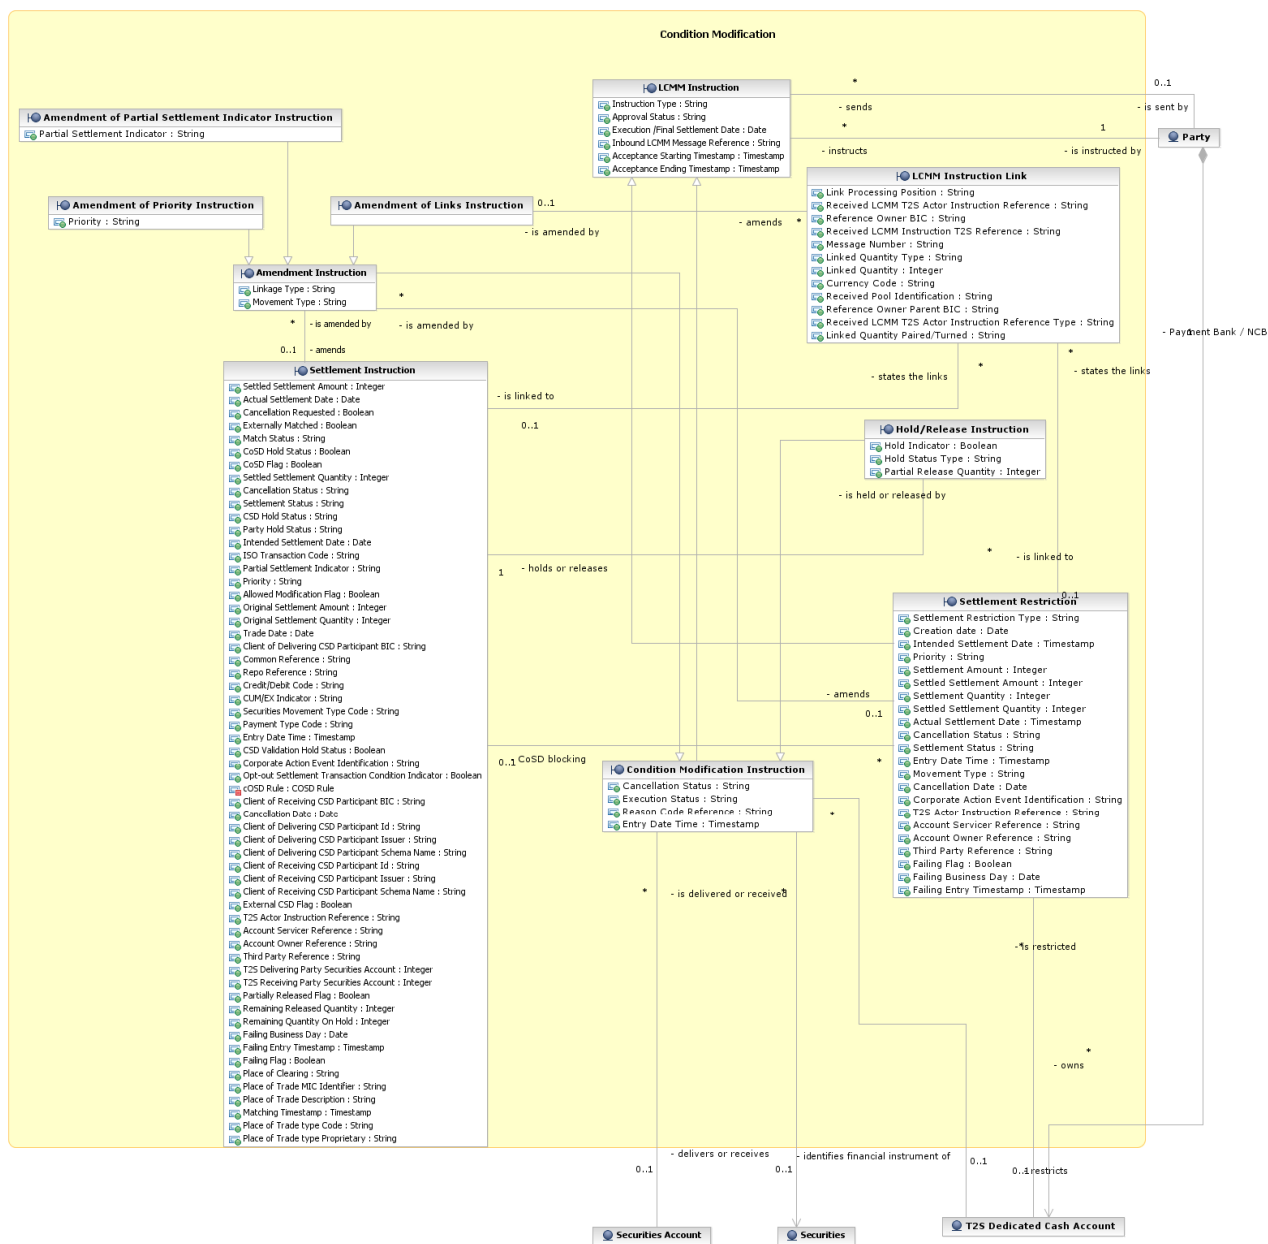 Condition Modification
LCMM Instruction
Instruction Type : String
Approval Status : String
Execution /Final Settlement Date : Date
Inbound LCMM Message Reference : String
Acceptance Starting Timestamp : Timestamp
Acceptance Ending Timestamp : Timestamp
*
0..1
- sends
- is sent by
*
1
- instructs
- is instructed by
Party
Amendment of Partial Settlement Indicator Instruction
Partial Settlement Indicator : String
Amendment of Priority Instruction
Priority : String
Amendment of Links Instruction
0..1
- is amended by
- amends
*
LCMM Instruction Link
Link Processing Position : String
Received LCMM T2S Actor Instruction Reference : String
Reference Owner BIC : String
Received LCMM Instruction T2S Reference : String
Message Number : String
Linked Quantity Type : String
Linked Quantity : Integer
Currency Code : String
Received Pool Identification : String
Reference Owner Parent BIC : String
Received LCMM T2S Actor Instruction Reference Type : String
Linked Quantity Paired/Turned : String
Amendment Instruction
Linkage Type : String
Movement Type : String
*
- is amended by
*
- is amended by
0..1
- amends
- Payment Bank / NCB
1
*
- states the links
*
- states the links
- is linked to
0..1
Settlement Instruction
Settled Settlement Amount : Integer
Actual Settlement Date : Date
Cancellation Requested : Boolean
Externally Matched : Boolean
Match Status : String
CoSD Hold Status : Boolean
CoSD Flag : Boolean
Settled Settlement Quantity : Integer
Cancellation Status : String
Settlement Status : String
CSD Hold Status : String
Party Hold Status : String
Intended Settlement Date : Date
ISO Transaction Code : String
Partial Settlement Indicator : String
Priority : String
Allowed Modification Flag : Boolean
Original Settlement Amount : Integer
Original Settlement Quantity : Integer
Trade Date : Date
Client of Delivering CSD Participant BIC : String
Common Reference : String
Repo Reference : String
Credit/Debit Code : String
CUM/EX Indicator : String
Securities Movement Type Code : String
Payment Type Code : String
Entry Date Time : Timestamp
CSD Validation Hold Status : Boolean
Corporate Action Event Identification : String
Opt-out Settlement Transaction Condition Indicator : Boolean
cOSD Rule : COSD Rule
Client of Receiving CSD Participant BIC : String
Cancellation Date : Date
Client of Delivering CSD Participant Id : String
Client of Delivering CSD Participant Issuer : String
Client of Delivering CSD Participant Schema Name : String
Client of Receiving CSD Participant Id : String
Client of Receiving CSD Participant Issuer : String
Client of Receiving CSD Participant Schema Name : String
External CSD Flag : Boolean
T2S Actor Instruction Reference : String
Account Servicer Reference : String
Account Owner Reference : String
Third Party Reference : String
T2S Delivering Party Securities Account : Integer
T2S Receiving Party Securities Account : Integer
Partially Released Flag : Boolean
Remaining Released Quantity : Integer
Remaining Quantity On Hold : Integer
Failing Business Day : Date
Failing Entry Timestamp : Timestamp
Failing Flag : Boolean
Place of Clearing : String
Place of Trade MIC Identifier : String
Place of Trade Description : String
Matching Timestamp : Timestamp
Place of Trade type Code : String
Place of Trade type Proprietary : String
Hold/Release Instruction
Hold Indicator : Boolean
Hold Status Type : String
Partial Release Quantity : Integer
- is held or released by
*
- is linked to
1
- holds or releases
0..1
Settlement Restriction
Settlement Restriction Type : String
Creation date : Date
Intended Settlement Date : Timestamp
Priority : String
Settlement Amount : Integer
Settled Settlement Amount : Integer
Settlement Quantity : Integer
Settled Settlement Quantity : Integer
Actual Settlement Date : Timestamp
Cancellation Status : String
Settlement Status : String
Entry Date Time : Timestamp
Movement Type : String
Cancellation Date : Date
Corporate Action Event Identification : String
T2S Actor Instruction Reference : String
Account Servicer Reference : String
Account Owner Reference : String
Third Party Reference : String
Failing Flag : Boolean
Failing Business Day : Date
Failing Entry Timestamp : Timestamp
- amends
0..1
0..1
CoSD blocking
*
Condition Modification Instruction
Cancellation Status : String
Execution Status : String
Reason Code Reference : String
Entry Date Time : Timestamp
*
*
- is delivered or received
*
*
- is restricted
*
- owns
- delivers or receives
0..1
- identifies financial instrument of
0..1
0..1
0..1
- restricts
Securities Account
Securities
T2S Dedicated Cash Account